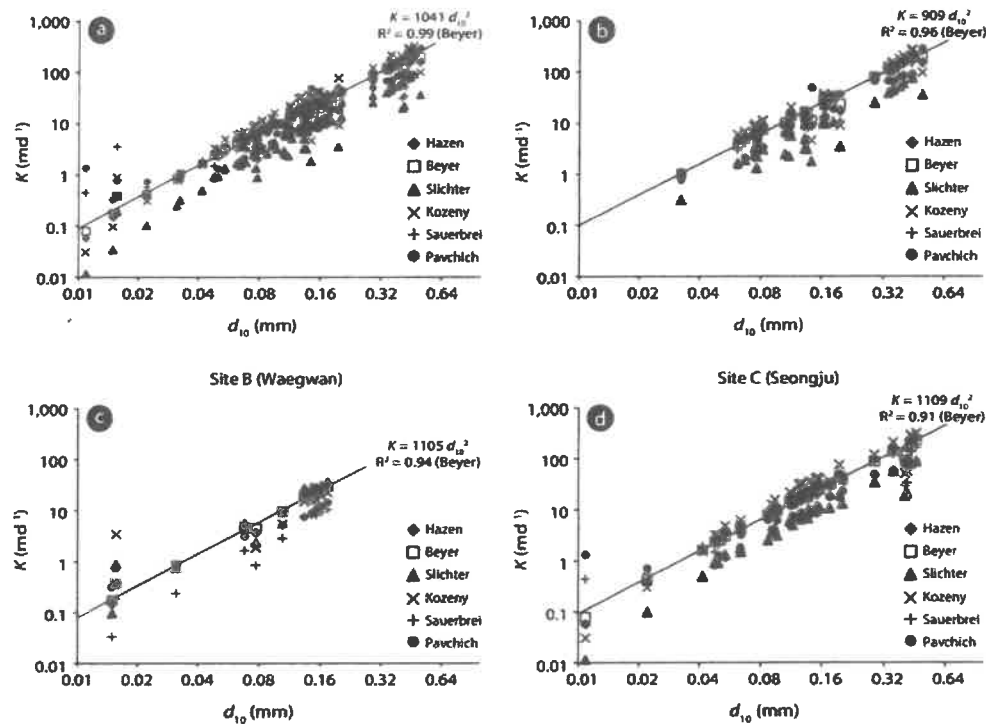 a
K = 1041 d₁₀²
R² = 0.99 (Beyer)
1,000
100
10
1
0.1
0.01
K (md⁻¹)
Hazen
Beyer
Slichter
Kozeny
Sauerbrei
Pavchich
0.01 0.02 0.04 0.08 0.16 0.32 0.64
d₁₀ (mm)
b
K = 909 d₁₀²
R² = 0.96 (Beyer)
1,000
100
10
1
0.1
0.01
K (md⁻¹)
Hazen
Beyer
Slichter
Kozeny
Sauerbrei
Pavchich
0.01 0.02 0.04 0.08 0.16 0.32 0.64
d₁₀ (mm)
Site B (Waegwan)
c
K = 1105 d₁₀²
R² = 0.94 (Beyer)
1,000
100
10
1
0.1
0.01
K (md⁻¹)
Hazen
Beyer
Slichter
Kozeny
Sauerbrei
Pavchich
0.01 0.02 0.04 0.08 0.16 0.32 0.64
d₁₀ (mm)
Site C (Seongju)
d
K = 1109 d₁₀²
R² = 0.91 (Beyer)
1,000
100
10
1
0.1
0.01
K (md⁻¹)
Hazen
Beyer
Slichter
Kozeny
Sauerbrei
Pavchich
0.01 0.02 0.04 0.08 0.16 0.32 0.64
d₁₀ (mm)